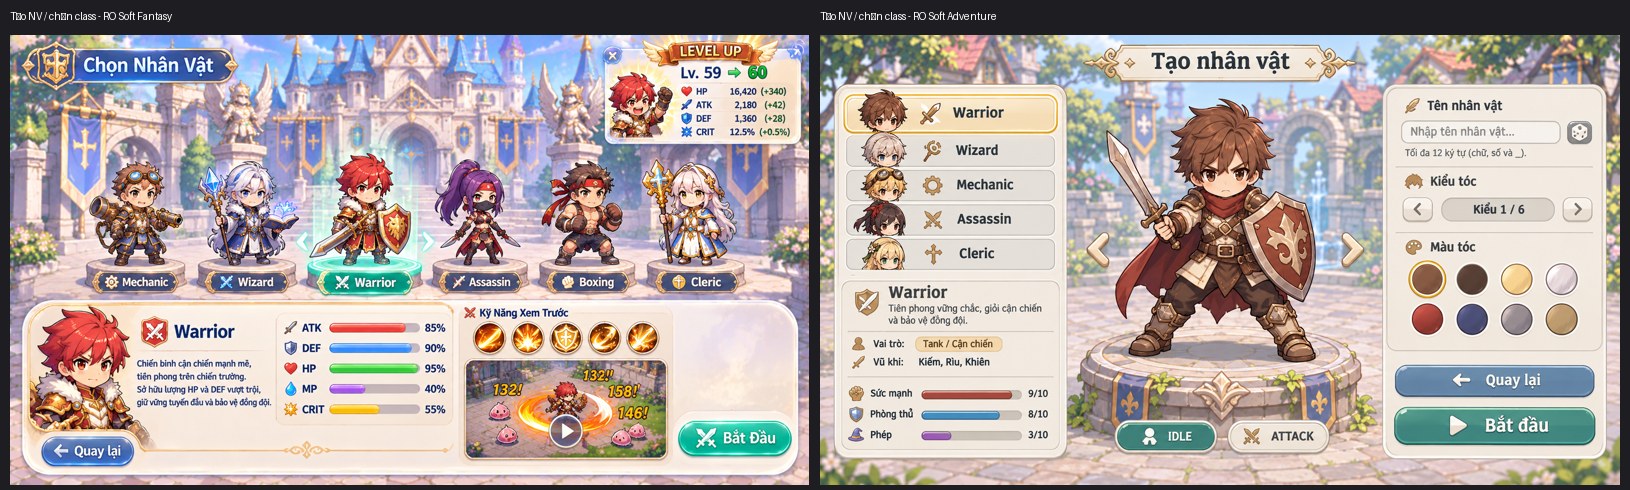 Tạo NV / chọn class - RO Soft Fantasy
Chọn Nhân Vật
LEVEL UP
Lv. 59 → 60
HP 16,420 (+340)
ATK 2,180 (+42)
DEF 1,360 (+28)
CRIT 12.5% (+0.5%)
Mechanic
Wizard
Warrior
Assassin
Boxing
Cleric
Warrior
Chiến binh cận chiến mạnh mẽ,
tiên phong trên chiến trường.
Sở hữu lượng HP và DEF vượt trội,
giữ vững tuyến đầu và bảo vệ đồng đội.
ATK 85%
DEF 90%
HP 95%
MP 40%
CRIT 55%
Kỹ Năng Xem Trước
132!
132!!
158!
146!
Quay lại
Bắt Đầu
Tạo NV / chọn class - RO Soft Adventure
Tạo nhân vật
Warrior
Wizard
Mechanic
Assassin
Cleric
Warrior
Tiên phong vững chắc, giỏi cận chiến
và bảo vệ đồng đội.
Vai trò: Tank / Cận chiến
Vũ khí: Kiếm, Rìu, Khiên
Sức mạnh 9/10
Phòng thủ 8/10
Phép 3/10
IDLE
ATTACK
Tên nhân vật
Nhập tên nhân vật...
Tối đa 12 ký tự (chữ, số và _).
Kiểu tóc
Kiểu 1 / 6
Màu tóc
Quay lại
Bắt đầu